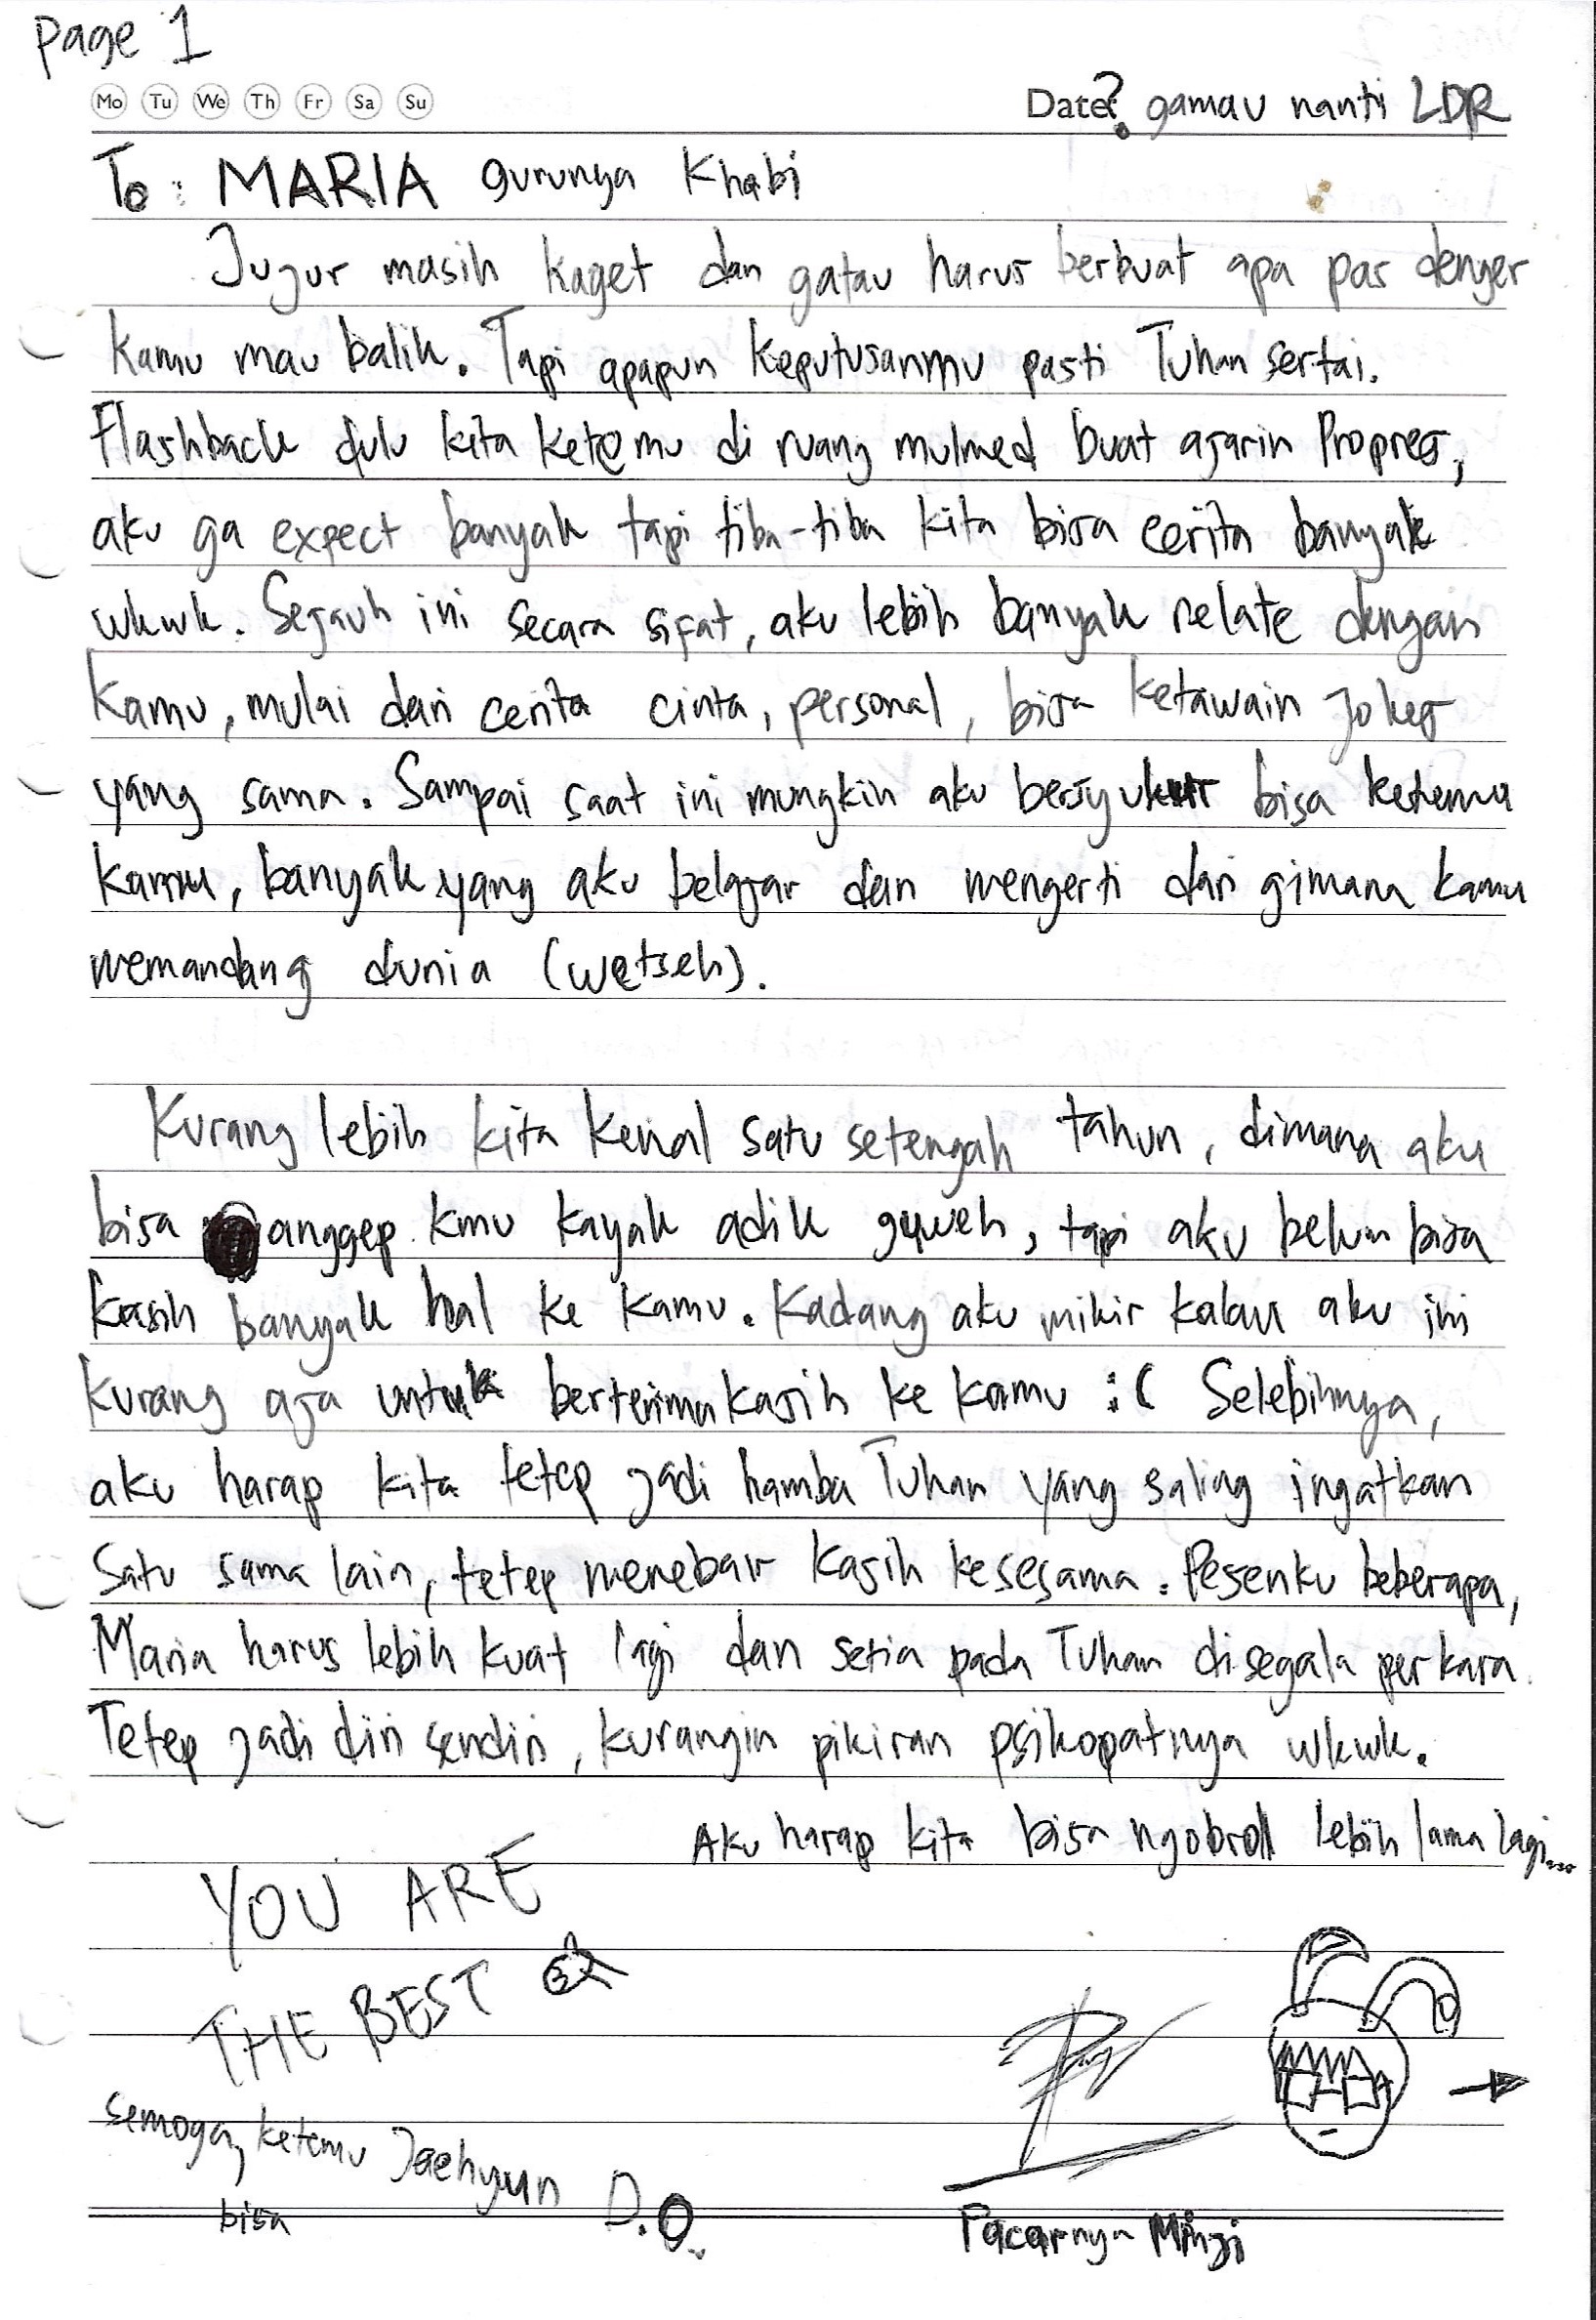 Page 1
Mo Tu We Th Fr Sa Su
Date? gamau nanti LDR
To : MARIA gurunya Khabi
Jujur masih kaget dan gatau harus berbuat apa pas denger
kamu mau balik. Tapi apapun keputusanmu pasti Tuhan sertai.
Flashback dulu kita ketemu di ruang mulmed buat ajarin Propres,
aku ga expect banyak tapi tiba-tiba kita bisa cerita banyak
wkwk. Sejauh ini secara sifat, aku lebih banyak relate dengan
kamu, mulai dari cerita cinta, personal, bisa ketawain jokes
yang sama. Sampai saat ini mungkin aku bersyukur bisa ketemu
kamu, banyak yang aku belajar dan mengerti dari gimana kamu
memandang dunia (wetseh).
Kurang lebih kita kenal satu setengah tahun, dimana aku
bisa anggep kmu kayak adik guweh, tapi aku belum bisa
kasih banyak hal ke kamu. Kadang aku mikir kalau aku ini
kurang aja untuk berterimakasih ke kamu :( Selebihnya,
aku harap kita tetep jadi hamba Tuhan yang saling ingatkan
satu sama lain, tetep menebar kasih kesesama. Pesenku beberapa,
Maria harus lebih kuat lagi dan setia pada Tuhan disegala perkara.
Tetep jadi diri sendiri, kurangin pikiran psikopatnya wkwk.
Aku harap kita bisa ngobrol lebih lama lagi...
YOU ARE
THE BEST
semoga, ketemu Jaehyun
bisa
D.O.
Pacarnya Minji